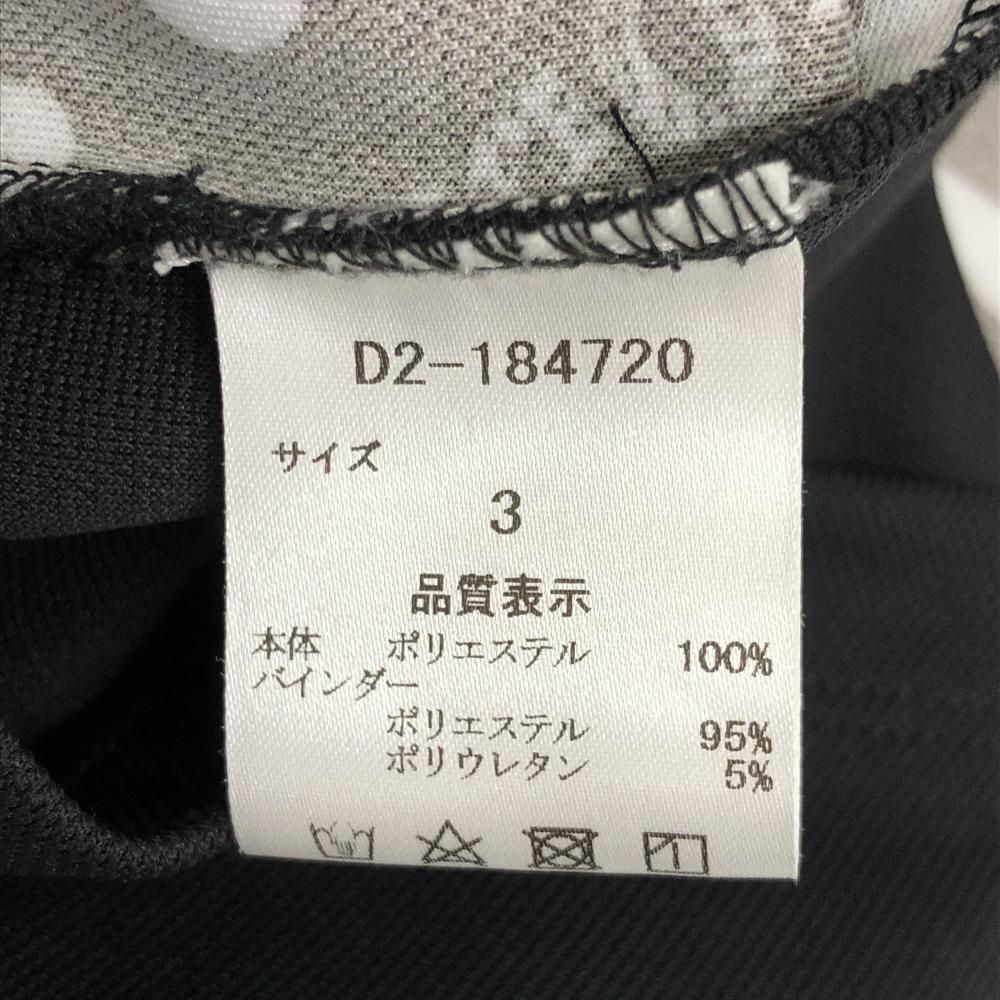 D2-184720
サイズ
3
品質表示
本体 ポリエステル 100%
バインダー
ポリエステル 95%
ポリウレタン 5%